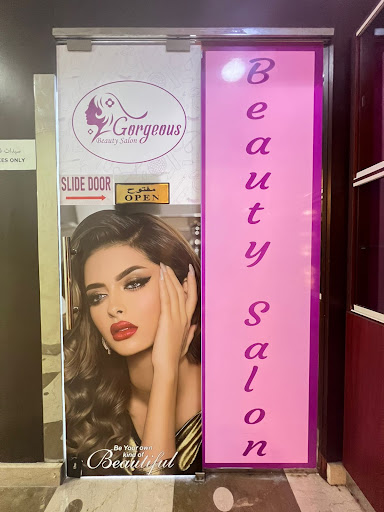 Gorgeous
Beauty Salon
SLIDE DOOR
مفتوح
OPEN
Be Your own
kind of
Beautiful
Beauty Salon
ES ONLY